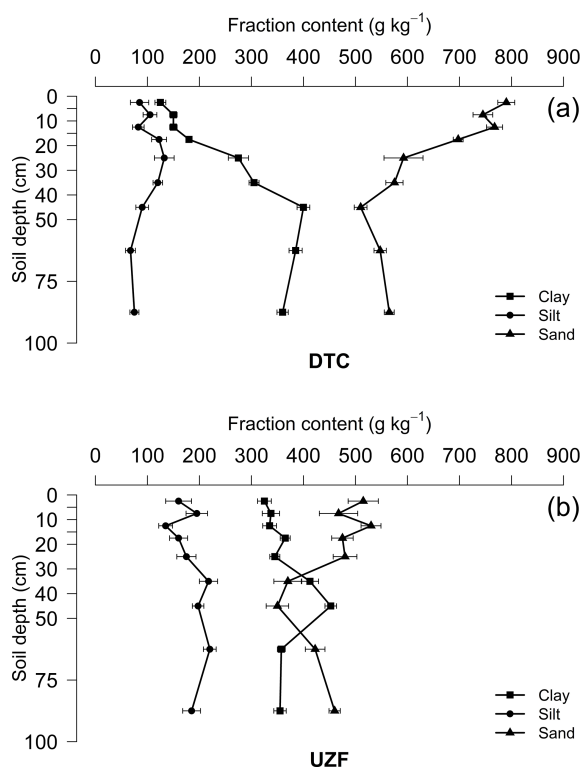 Fraction content (g kg⁻¹)
0 100 200 300 400 500 600 700 800 900
(a)
Soil depth (cm)
0
10
20
30
40
50
75
100
Clay
Silt
Sand
DTC
Fraction content (g kg⁻¹)
0 100 200 300 400 500 600 700 800 900
(b)
Soil depth (cm)
0
10
20
30
40
50
75
100
Clay
Silt
Sand
UZF